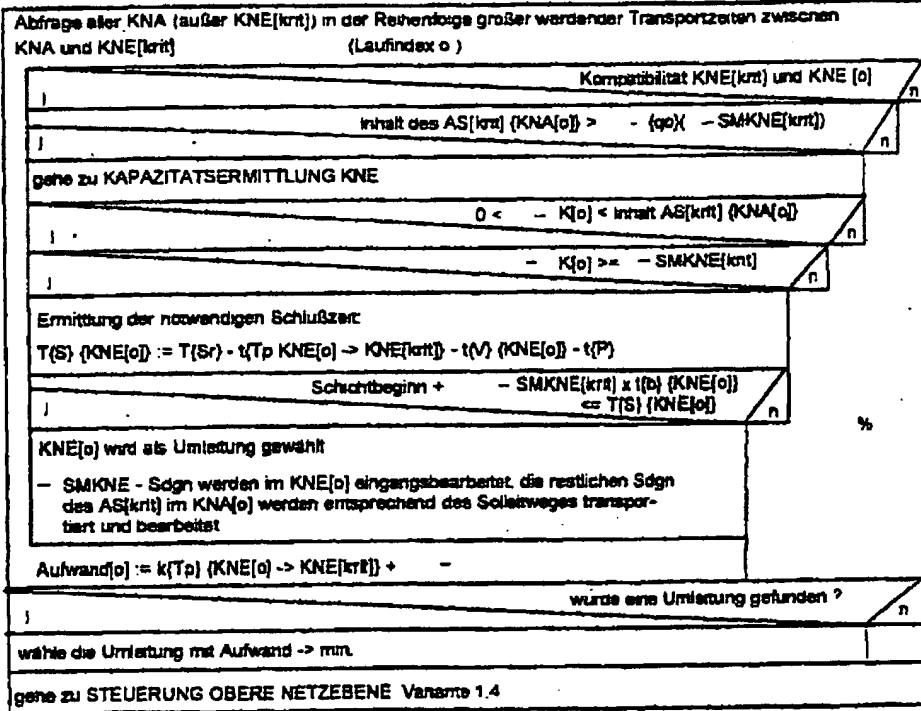 Abfrage aller KNA (außer KNE[krit]) in der Reihenfolge großer werdender Transportzeiten zwischen
KNA und KNE[krit] (Laufindex o )
Kompatibilität KNE[krit] und KNE [o]
j n
Inhalt des AS[krit] {KNA[o]} > - {qo}( - SMKNE[krit])
j n
gehe zu KAPAZITATSERMITTLUNG KNE
0 < - K[o] < Inhalt AS[krit] {KNA[o]}
j n
- K[o] >= - SMKNE[krit]
j n
Ermittlung der notwendigen Schlußzeit:
T{S} {KNE[o]} := T{Sr} - t{Tp KNE[o] -> KNE[krit]} - t{V} {KNE[o]} - t{P}
Schichtbeginn + - SMKNE[krit] x t{b} {KNE[o]}
<= T{S} {KNE[o]}
j n
%
KNE[o] wird als Umleitung gewählt
- SMKNE - Sdgn werden im KNE[o] eingangsbearbeitet, die restlichen Sdgn
des AS[krit] im KNA[o] werden entsprechend des Solleitweges transpor-
tiert und bearbeitet
Aufwand[o] := k{Tp} {KNE[o] -> KNE[krit]} + -
wurde eine Umleitung gefunden ?
j n
wähle die Umleitung mit Aufwand -> min.
gehe zu STEUERUNG OBERE NETZEBENE Variante 1.4